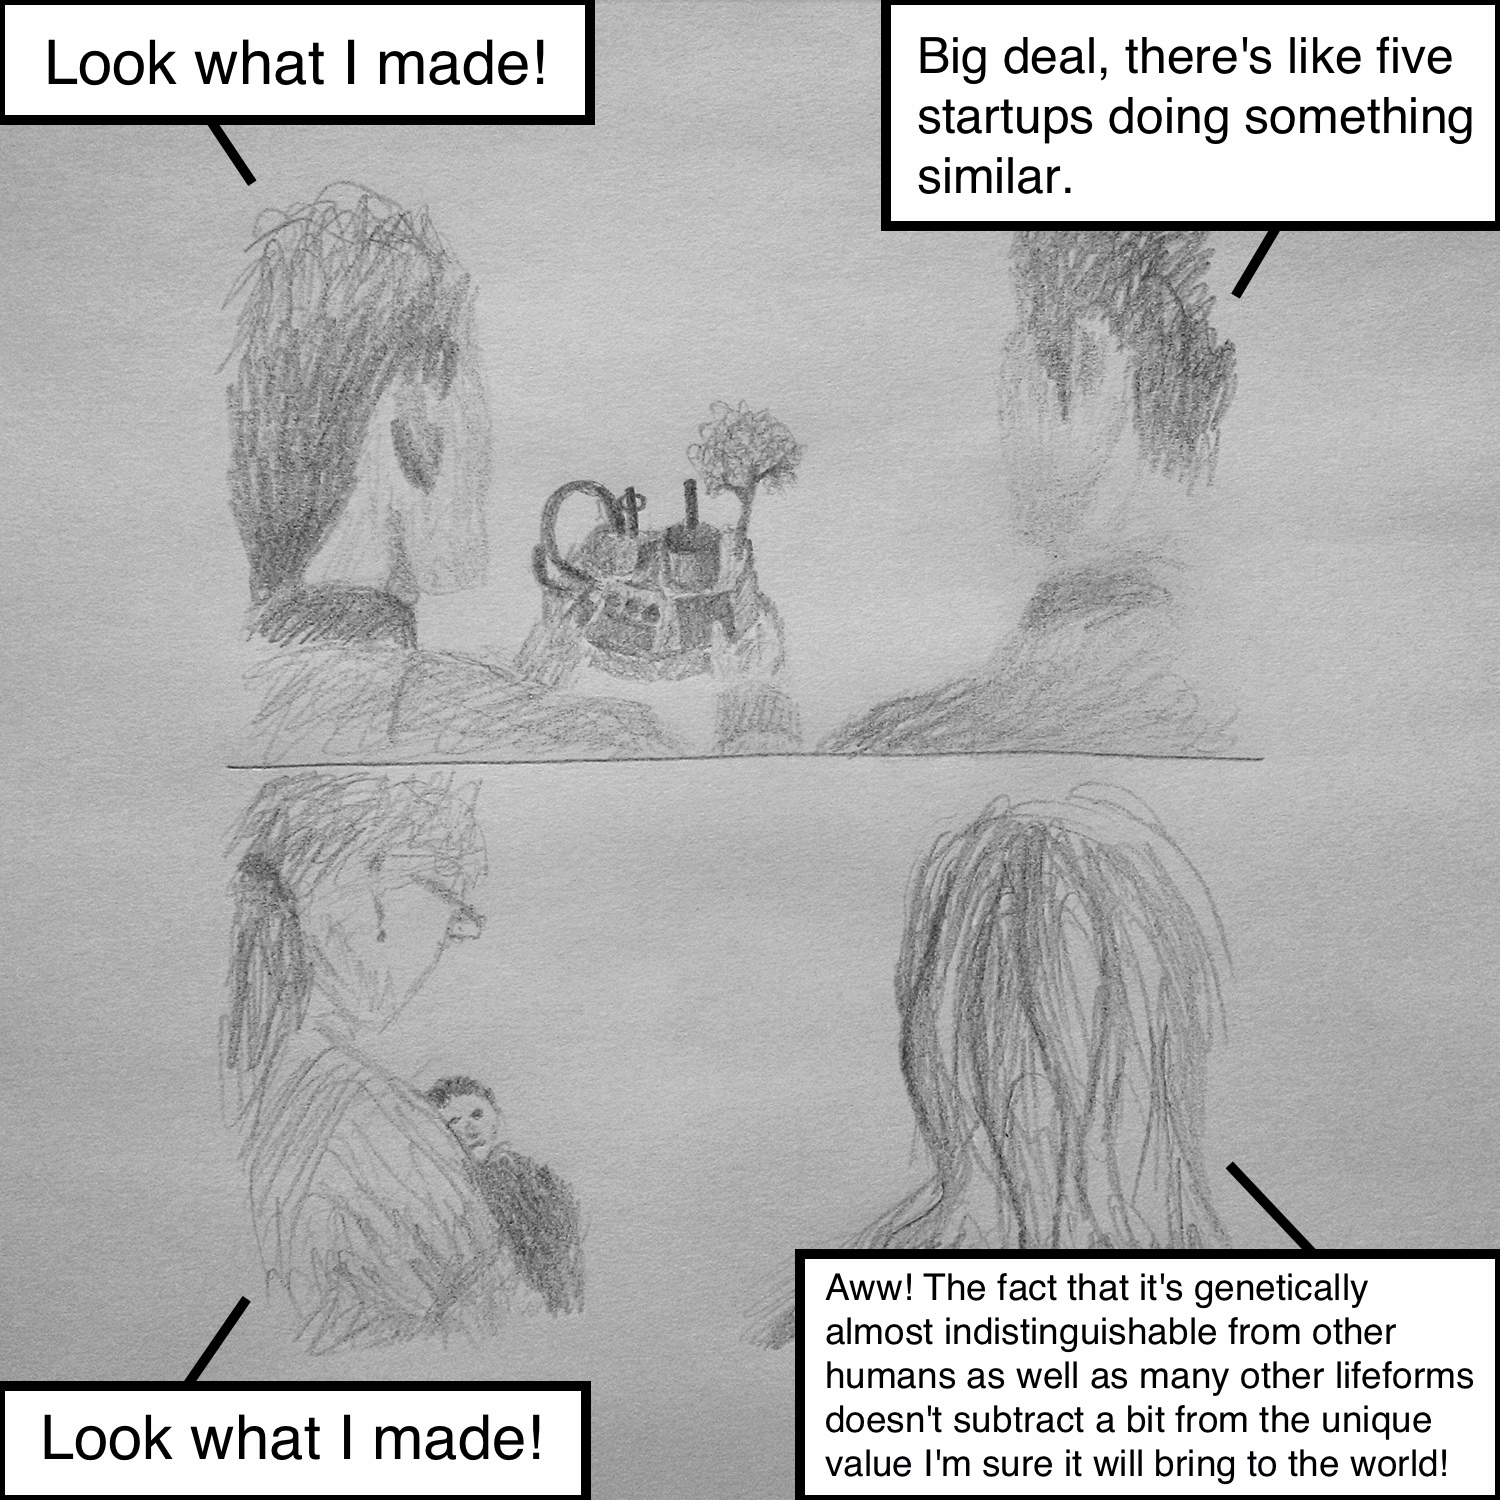 Look what I made!
Big deal, there's like five
startups doing something
similar.
Look what I made!
Aww! The fact that it's genetically
almost indistinguishable from other
humans as well as many other lifeforms
doesn't subtract a bit from the unique
value I'm sure it will bring to the world!